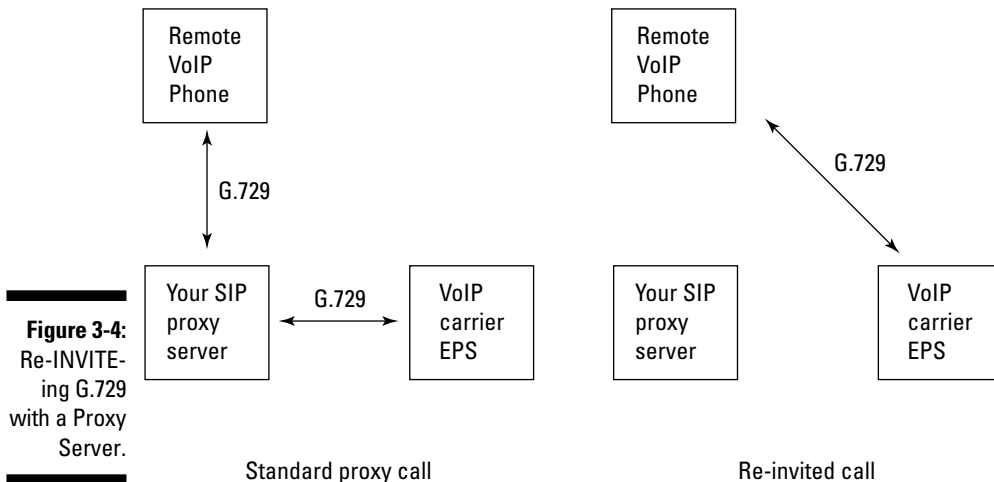 Remote
VoIP
Phone
G.729
Your SIP
proxy
server
G.729
VoIP
carrier
EPS
Standard proxy call
Remote
VoIP
Phone
G.729
Your SIP
proxy
server
VoIP
carrier
EPS
Re-invited call
Figure 3-4:
Re-INVITE-
ing G.729
with a Proxy
Server.